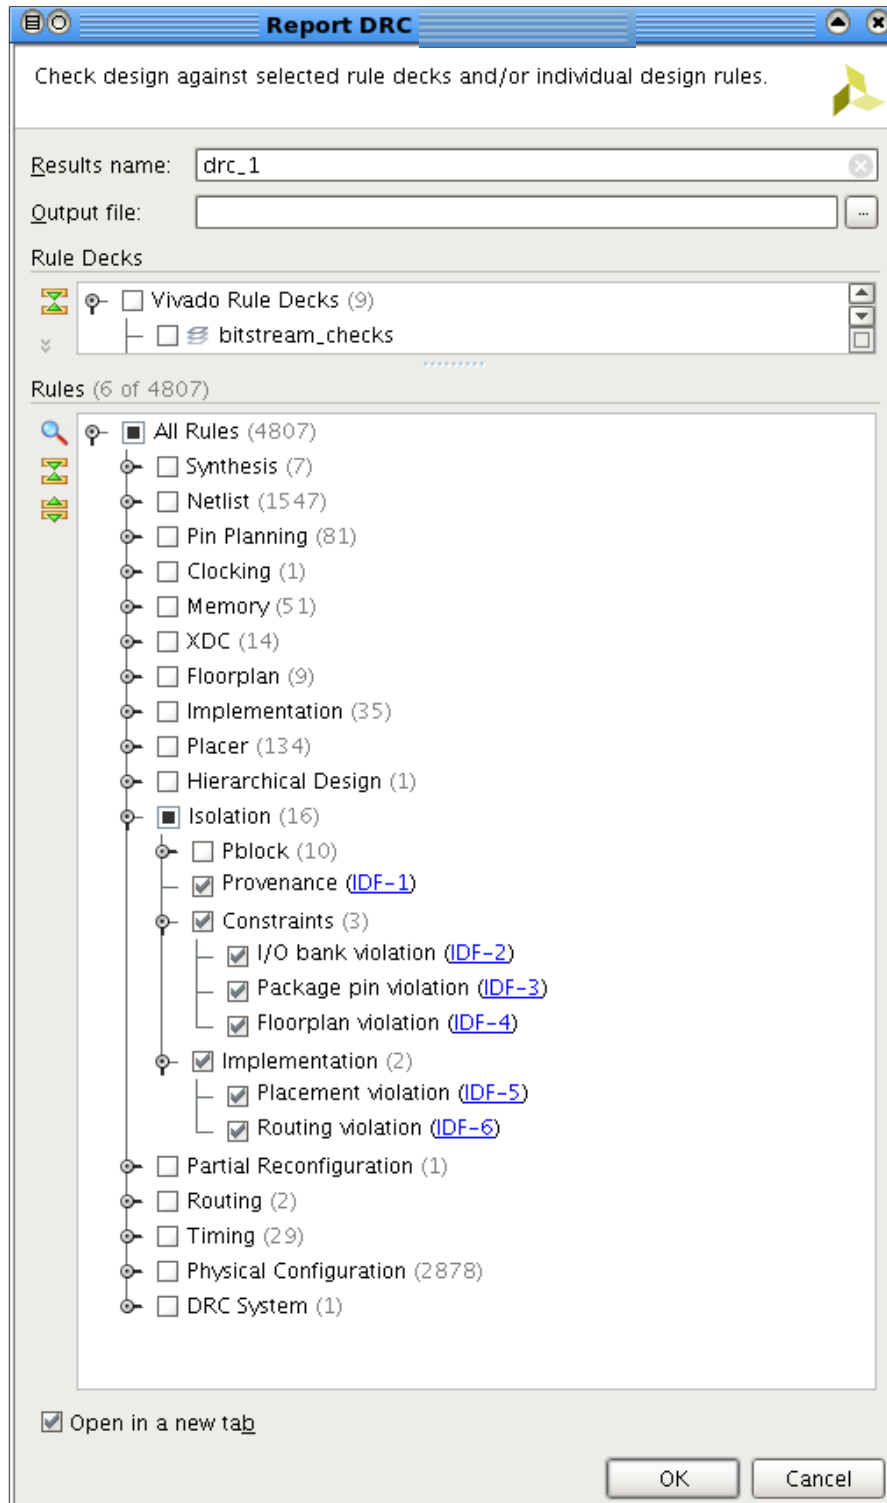 Report DRC
Check design against selected rule decks and/or individual design rules.
Results name: drc_1
Output file: ...
Rule Decks
Vivado Rule Decks (9)
bitstream_checks
Rules (6 of 4807)
All Rules (4807)
Synthesis (7)
Netlist (1547)
Pin Planning (81)
Clocking (1)
Memory (51)
XDC (14)
Floorplan (9)
Implementation (35)
Placer (134)
Hierarchical Design (1)
Isolation (16)
Pblock (10)
Provenance (IDF-1)
Constraints (3)
I/O bank violation (IDF-2)
Package pin violation (IDF-3)
Floorplan violation (IDF-4)
Implementation (2)
Placement violation (IDF-5)
Routing violation (IDF-6)
Partial Reconfiguration (1)
Routing (2)
Timing (29)
Physical Configuration (2878)
DRC System (1)
Open in a new tab
OK Cancel